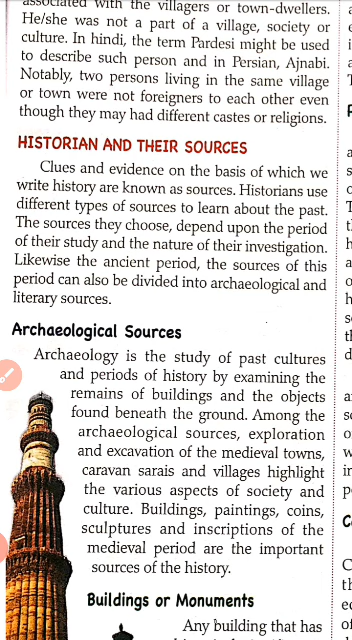 associated with the villagers or town-dwellers.
He/she was not a part of a village, society or
culture. In hindi, the term Pardesi might be used
to describe such person and in Persian, Ajnabi.
Notably, two persons living in the same village
or town were not foreigners to each other even
though they may had different castes or religions.
HISTORIAN AND THEIR SOURCES
Clues and evidence on the basis of which we
write history are known as sources. Historians use
different types of sources to learn about the past.
The sources they choose, depend upon the period
of their study and the nature of their investigation.
Likewise the ancient period, the sources of this
period can also be divided into archaeological and
literary sources.
Archaeological Sources
Archaeology is the study of past cultures
and periods of history by examining the
remains of buildings and the objects
found beneath the ground. Among the
archaeological sources, exploration
and excavation of the medieval towns,
caravan sarais and villages highlight
the various aspects of society and
culture. Buildings, paintings, coins,
sculptures and inscriptions of the
medieval period are the important
sources of the history.
Buildings or Monuments
Any building that has